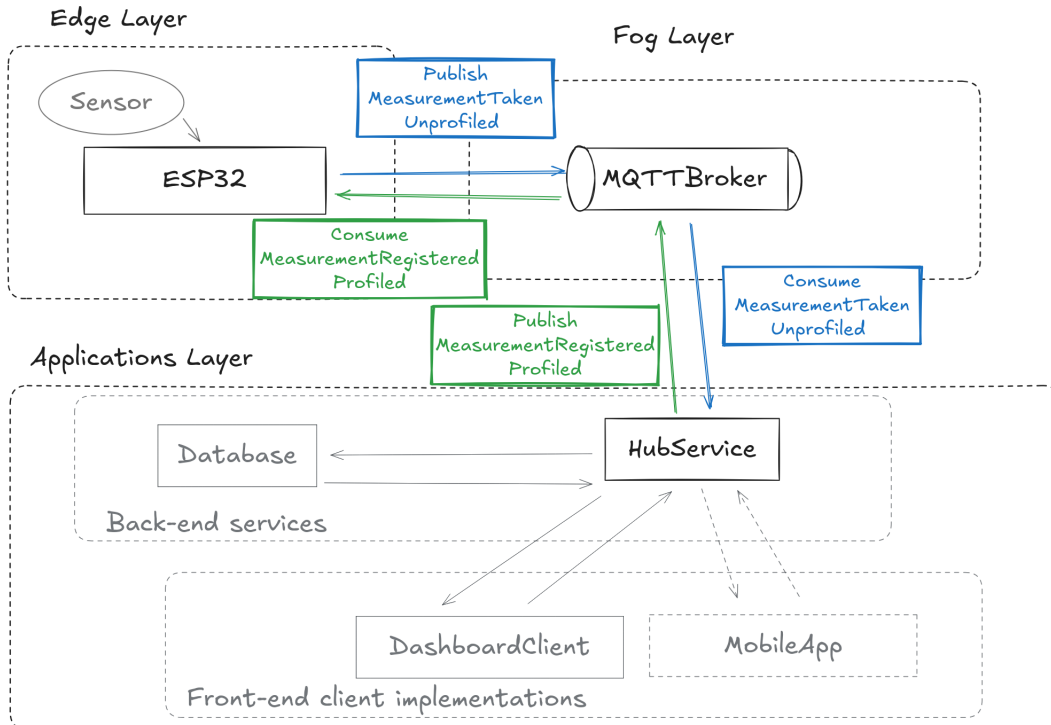 Edge Layer
Fog Layer
Sensor
Publish
MeasurementTaken
Unprofiled
ESP32
MQTTBroker
Consume
MeasurementRegistered
Profiled
Consume
MeasurementTaken
Unprofiled
Publish
MeasurementRegistered
Profiled
Applications Layer
Database
HubService
Back-end services
DashboardClient
MobileApp
Front-end client implementations